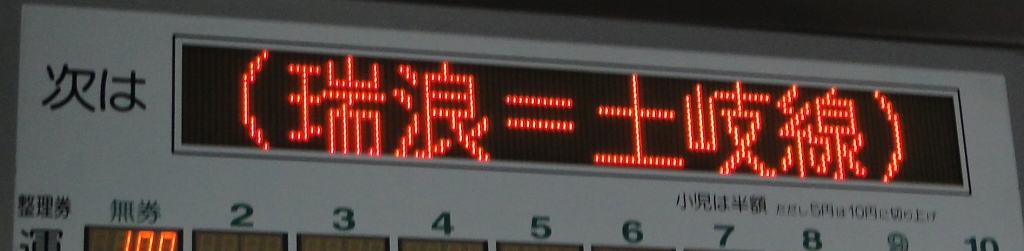 次は (瑞浪=土岐線)
小児は半額 ただし5円は10円に切り上げ
整理券 無券 2 3 4 5 6 7 8 9 10
運 100